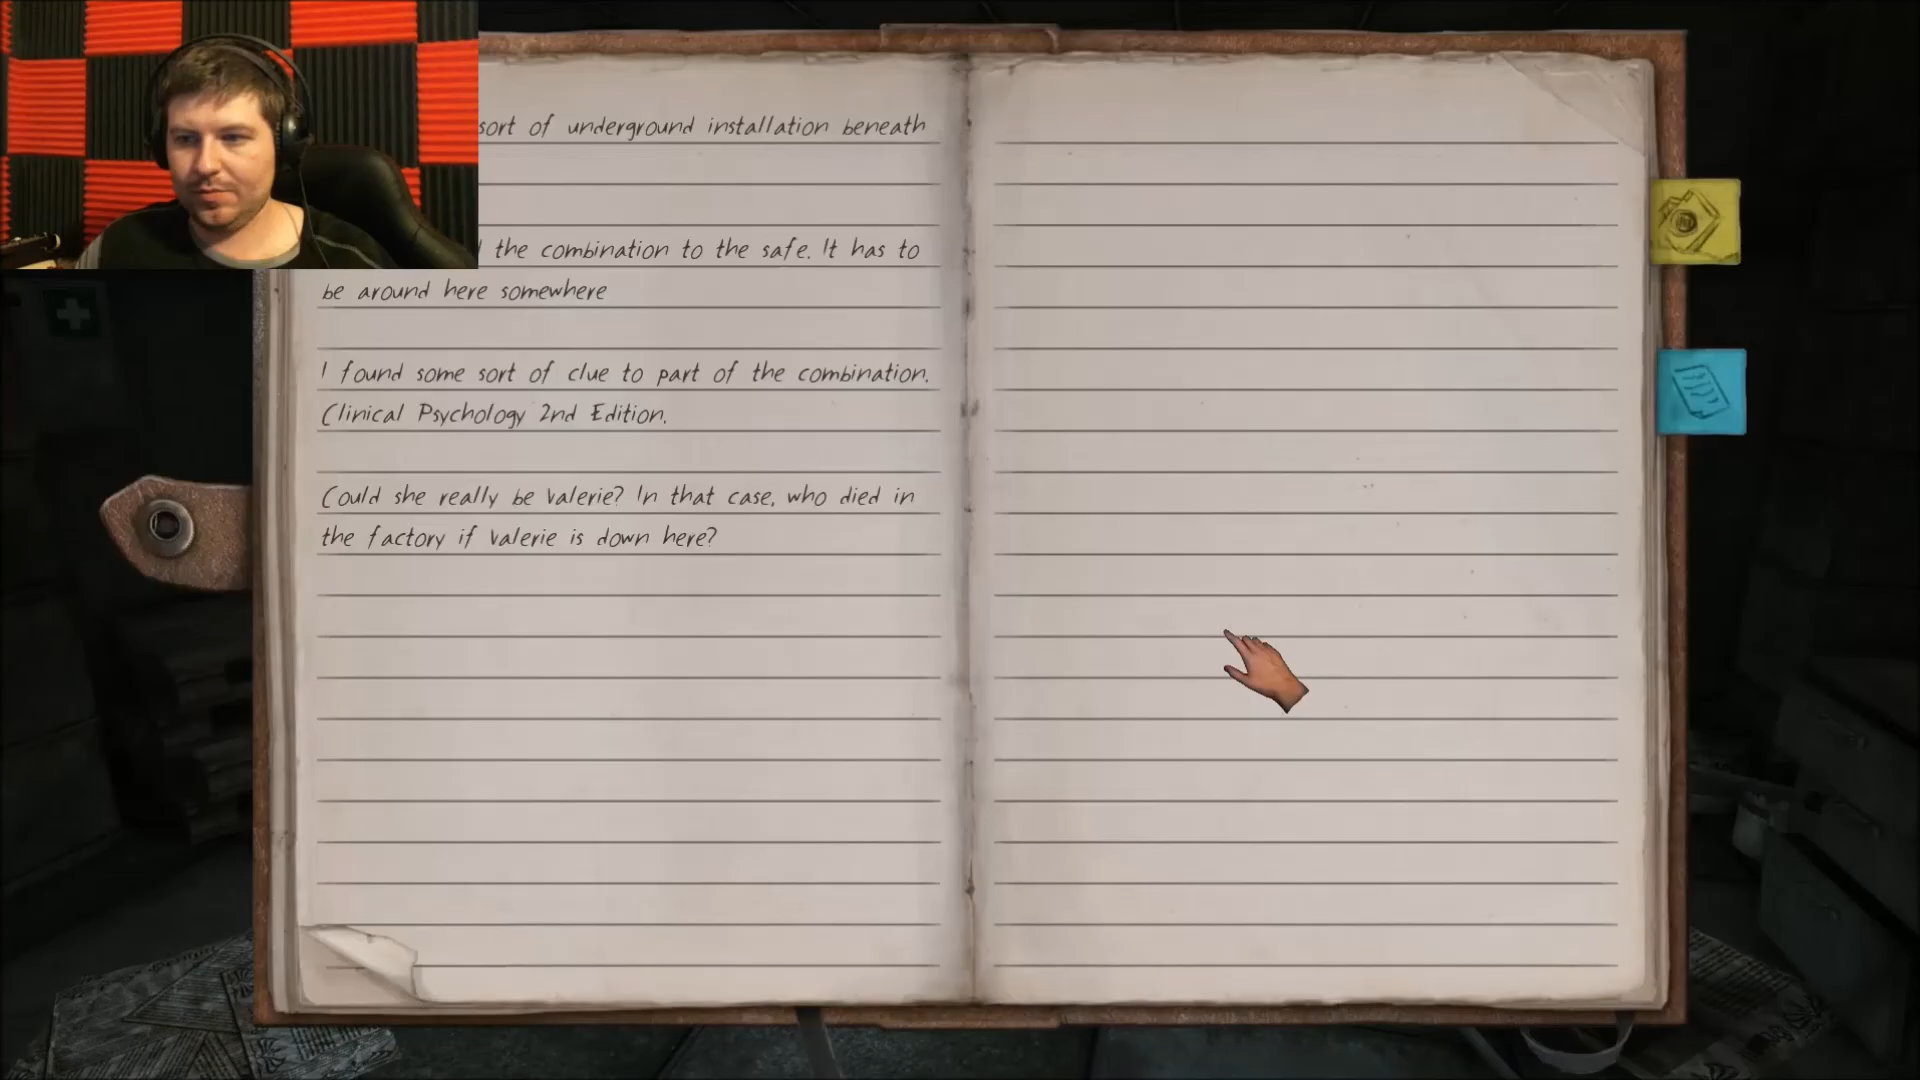 sort of underground installation beneath
the combination to the safe. It has to
be around here somewhere
I found some sort of clue to part of the combination.
Clinical Psychology 2nd Edition.
Could she really be Valerie? In that case, who died in
the factory if Valerie is down here?